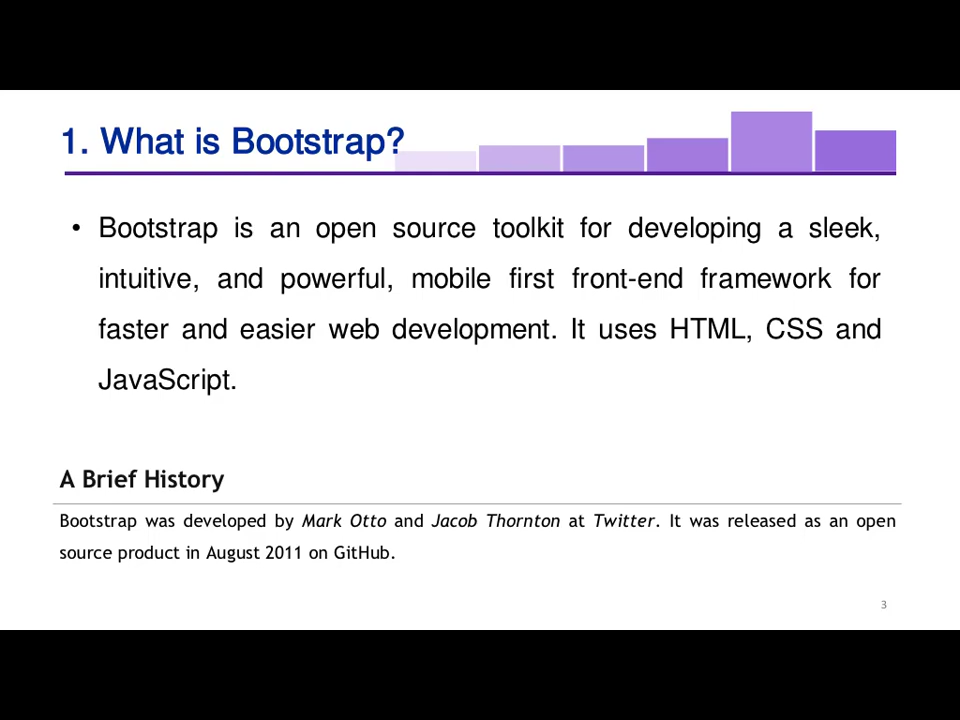 1. What is Bootstrap?
• Bootstrap is an open source toolkit for developing a sleek,
intuitive, and powerful, mobile first front-end framework for
faster and easier web development. It uses HTML, CSS and
JavaScript.
A Brief History
Bootstrap was developed by Mark Otto and Jacob Thornton at Twitter. It was released as an open
source product in August 2011 on GitHub.
3